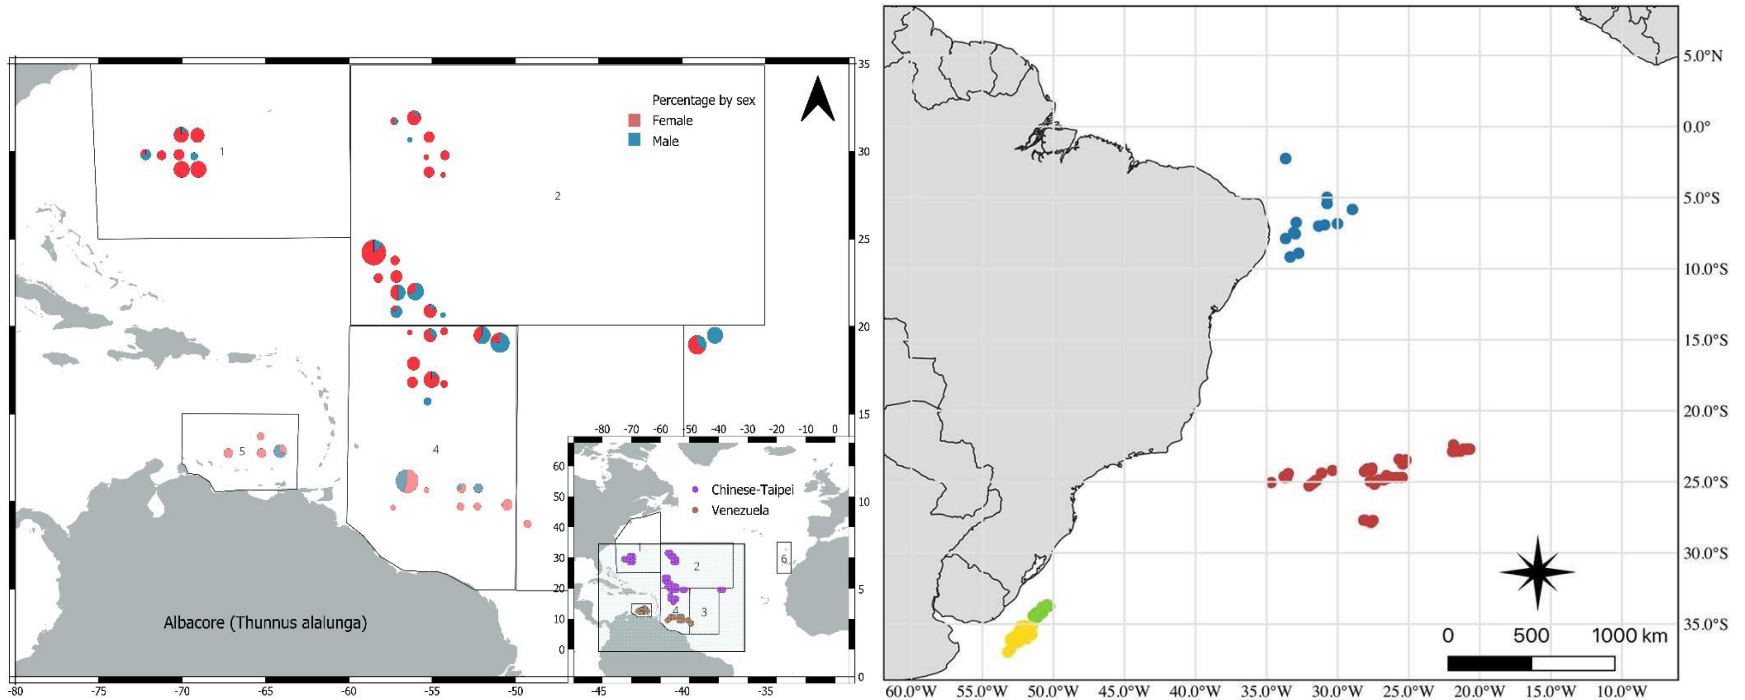 Percentage by sex
Female
Male
1
2
4
5
Albacore (Thunnus alalunga)
35
30
25
20
15
10
5
0
-80 -75 -70 -65 -60 -55 -50 -45 -40 -35
-80 -70 -60 -50 -40 -30 -20 -10 0
60
50
40
30
20
10
0
Chinese-Taipei
Venezuela
1
2
3
4
6
5.0°N
0.0°
5.0°S
10.0°S
15.0°S
20.0°S
25.0°S
30.0°S
35.0°S
0 500 1000 km
60.0°W 55.0°W 50.0°W 45.0°W 40.0°W 35.0°W 30.0°W 25.0°W 20.0°W 15.0°W 10.0°W